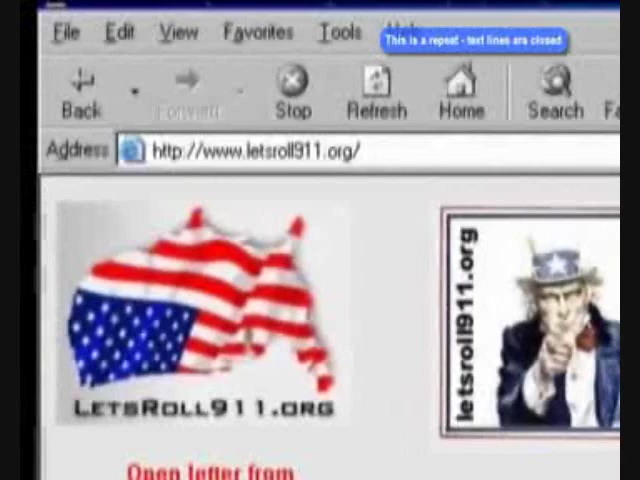 File Edit View Favorites Tools
This is a repeat - text lines are closed
Back Forward Stop Refresh Home Search
Address http://www.letsroll911.org/
letsroll911.org
LETSROLL911.ORG
Open letter from